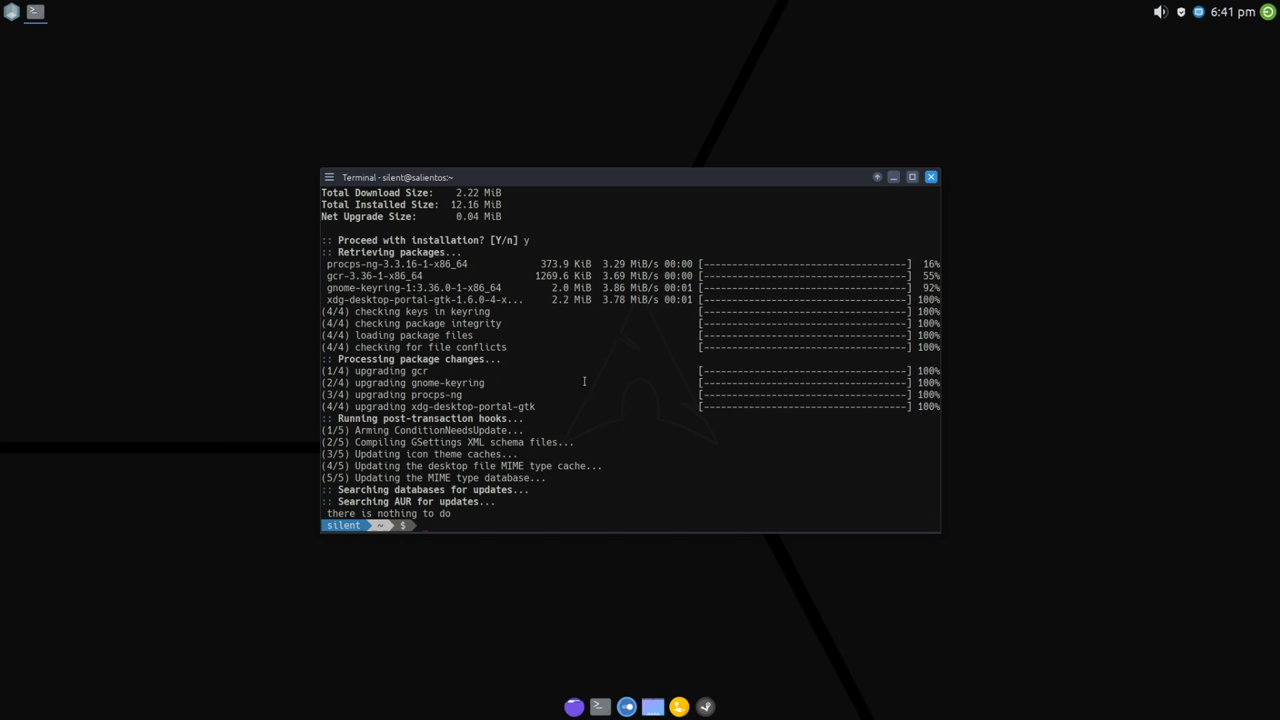 6:41 pm
Terminal - silent@salientos:~
Total Download Size:    2.22 MiB
Total Installed Size:  12.16 MiB
Net Upgrade Size:       0.04 MiB
:: Proceed with installation? [Y/n] y
:: Retrieving packages...
procps-ng-3.3.16-1-x86_64 373.9 KiB 3.29 MiB/s 00:00 [-----------------------------------] 16%
gcr-3.36-1-x86_64 1269.6 KiB 3.69 MiB/s 00:00 [-----------------------------------] 55%
gnome-keyring-1:3.36.0-1-x86_64 2.0 MiB 3.86 MiB/s 00:01 [-----------------------------------] 92%
xdg-desktop-portal-gtk-1.6.0-4-x... 2.2 MiB 3.78 MiB/s 00:01 [-----------------------------------] 100%
(4/4) checking keys in keyring [-----------------------------------] 100%
(4/4) checking package integrity [-----------------------------------] 100%
(4/4) loading package files [-----------------------------------] 100%
(4/4) checking for file conflicts [-----------------------------------] 100%
:: Processing package changes...
(1/4) upgrading gcr [-----------------------------------] 100%
(2/4) upgrading gnome-keyring [-----------------------------------] 100%
(3/4) upgrading procps-ng [-----------------------------------] 100%
(4/4) upgrading xdg-desktop-portal-gtk [-----------------------------------] 100%
:: Running post-transaction hooks...
(1/5) Arming ConditionNeedsUpdate...
(2/5) Compiling GSettings XML schema files...
(3/5) Updating icon theme caches...
(4/5) Updating the desktop file MIME type cache...
(5/5) Updating the MIME type database...
:: Searching databases for updates...
:: Searching AUR for updates...
there is nothing to do
silent ~ $